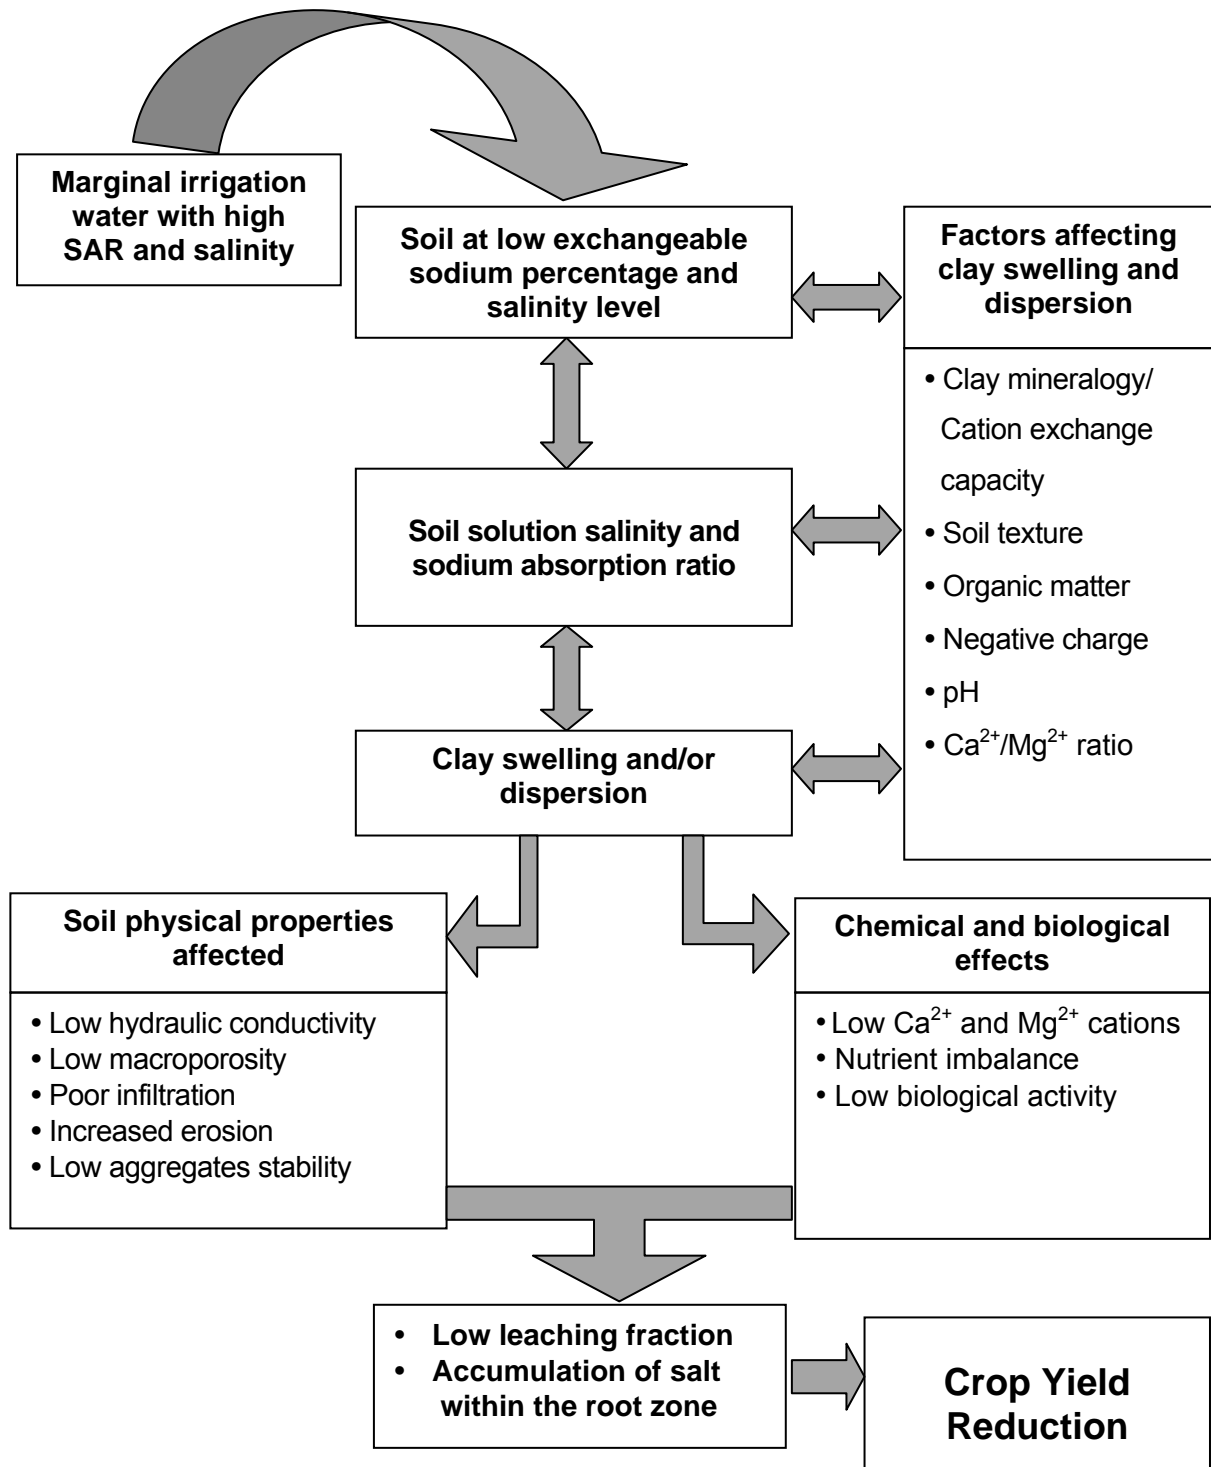 Marginal irrigation
water with high
SAR and salinity
Soil at low exchangeable
sodium percentage and
salinity level
Factors affecting
clay swelling and
dispersion
• Clay mineralogy/
Cation exchange
capacity
• Soil texture
• Organic matter
• Negative charge
• pH
• Ca²⁺/Mg²⁺ ratio
Soil solution salinity and
sodium absorption ratio
Clay swelling and/or
dispersion
Soil physical properties
affected
• Low hydraulic conductivity
• Low macroporosity
• Poor infiltration
• Increased erosion
• Low aggregates stability
Chemical and biological
effects
• Low Ca²⁺ and Mg²⁺ cations
• Nutrient imbalance
• Low biological activity
• Low leaching fraction
• Accumulation of salt
within the root zone
Crop Yield
Reduction